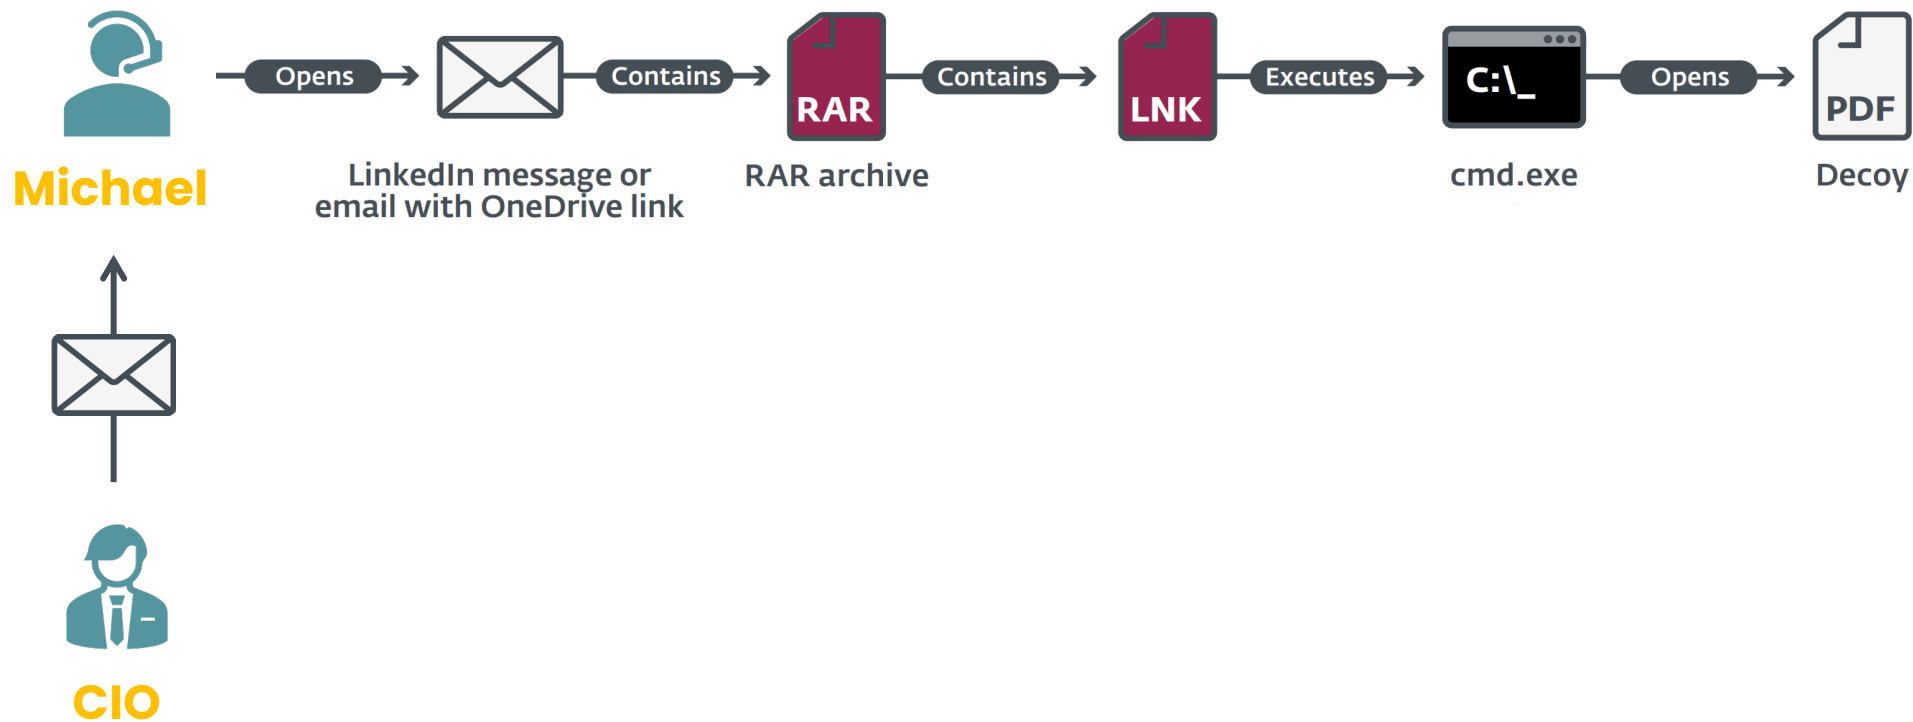 Opens
Contains
RAR
Contains
LNK
Executes
C:\_
Opens
PDF
Michael
LinkedIn message or
email with OneDrive link
RAR archive
cmd.exe
Decoy
CIO